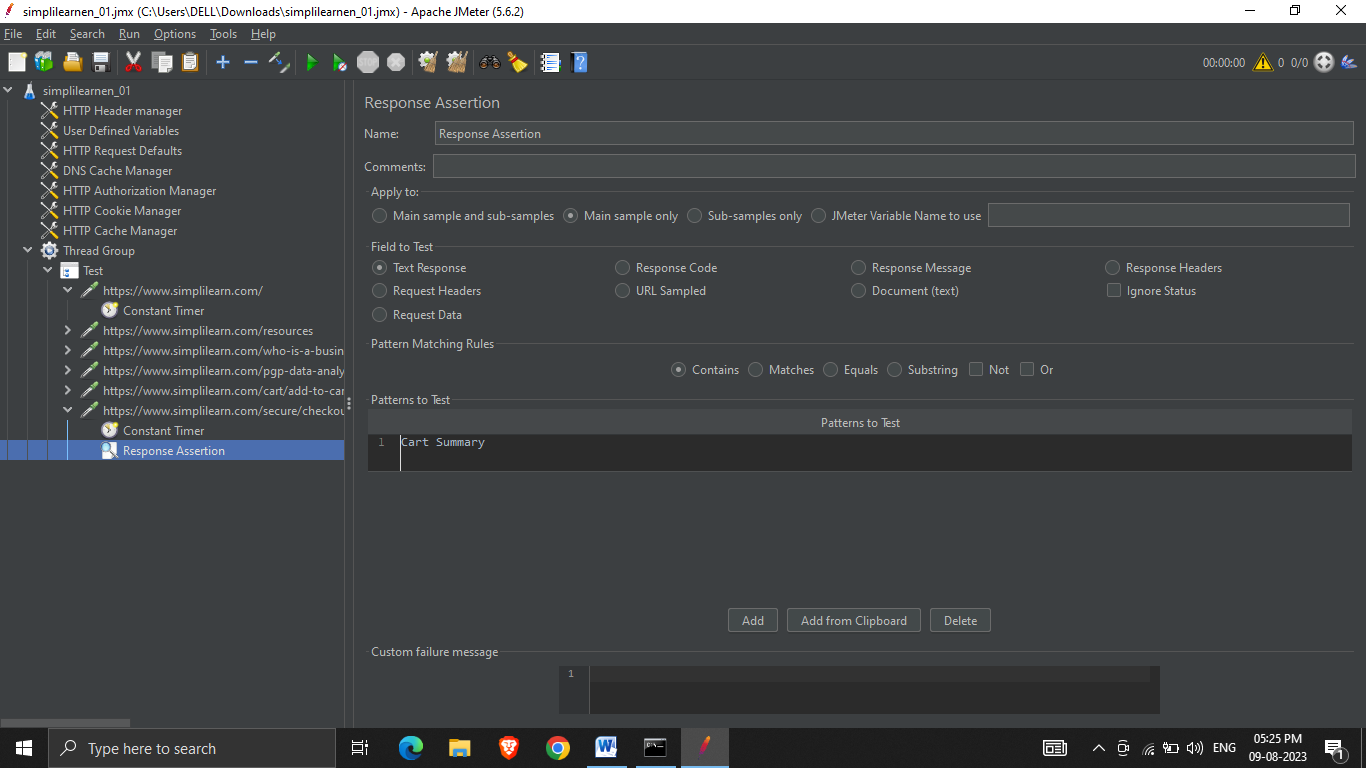 simplilearnen_01.jmx (C:\Users\DELL\Downloads\simplilearnen_01.jmx) - Apache JMeter (5.6.2)
File Edit Search Run Options Tools Help
STOP
00:00:00 0 0/0
simplilearnen_01
HTTP Header manager
User Defined Variables
HTTP Request Defaults
DNS Cache Manager
HTTP Authorization Manager
HTTP Cookie Manager
HTTP Cache Manager
Thread Group
Test
https://www.simplilearn.com/
Constant Timer
https://www.simplilearn.com/resources
https://www.simplilearn.com/who-is-a-busin
https://www.simplilearn.com/pgp-data-analy
https://www.simplilearn.com/cart/add-to-car
https://www.simplilearn.com/secure/checkou
Constant Timer
Response Assertion
Response Assertion
Name: Response Assertion
Comments:
Apply to:
Main sample and sub-samples Main sample only Sub-samples only JMeter Variable Name to use
Field to Test
Text Response Response Code Response Message Response Headers
Request Headers URL Sampled Document (text) Ignore Status
Request Data
Pattern Matching Rules
Contains Matches Equals Substring Not Or
Patterns to Test
Patterns to Test
1 Cart Summary
Add Add from Clipboard Delete
Custom failure message
1
Type here to search
ENG
05:25 PM
09-08-2023
1